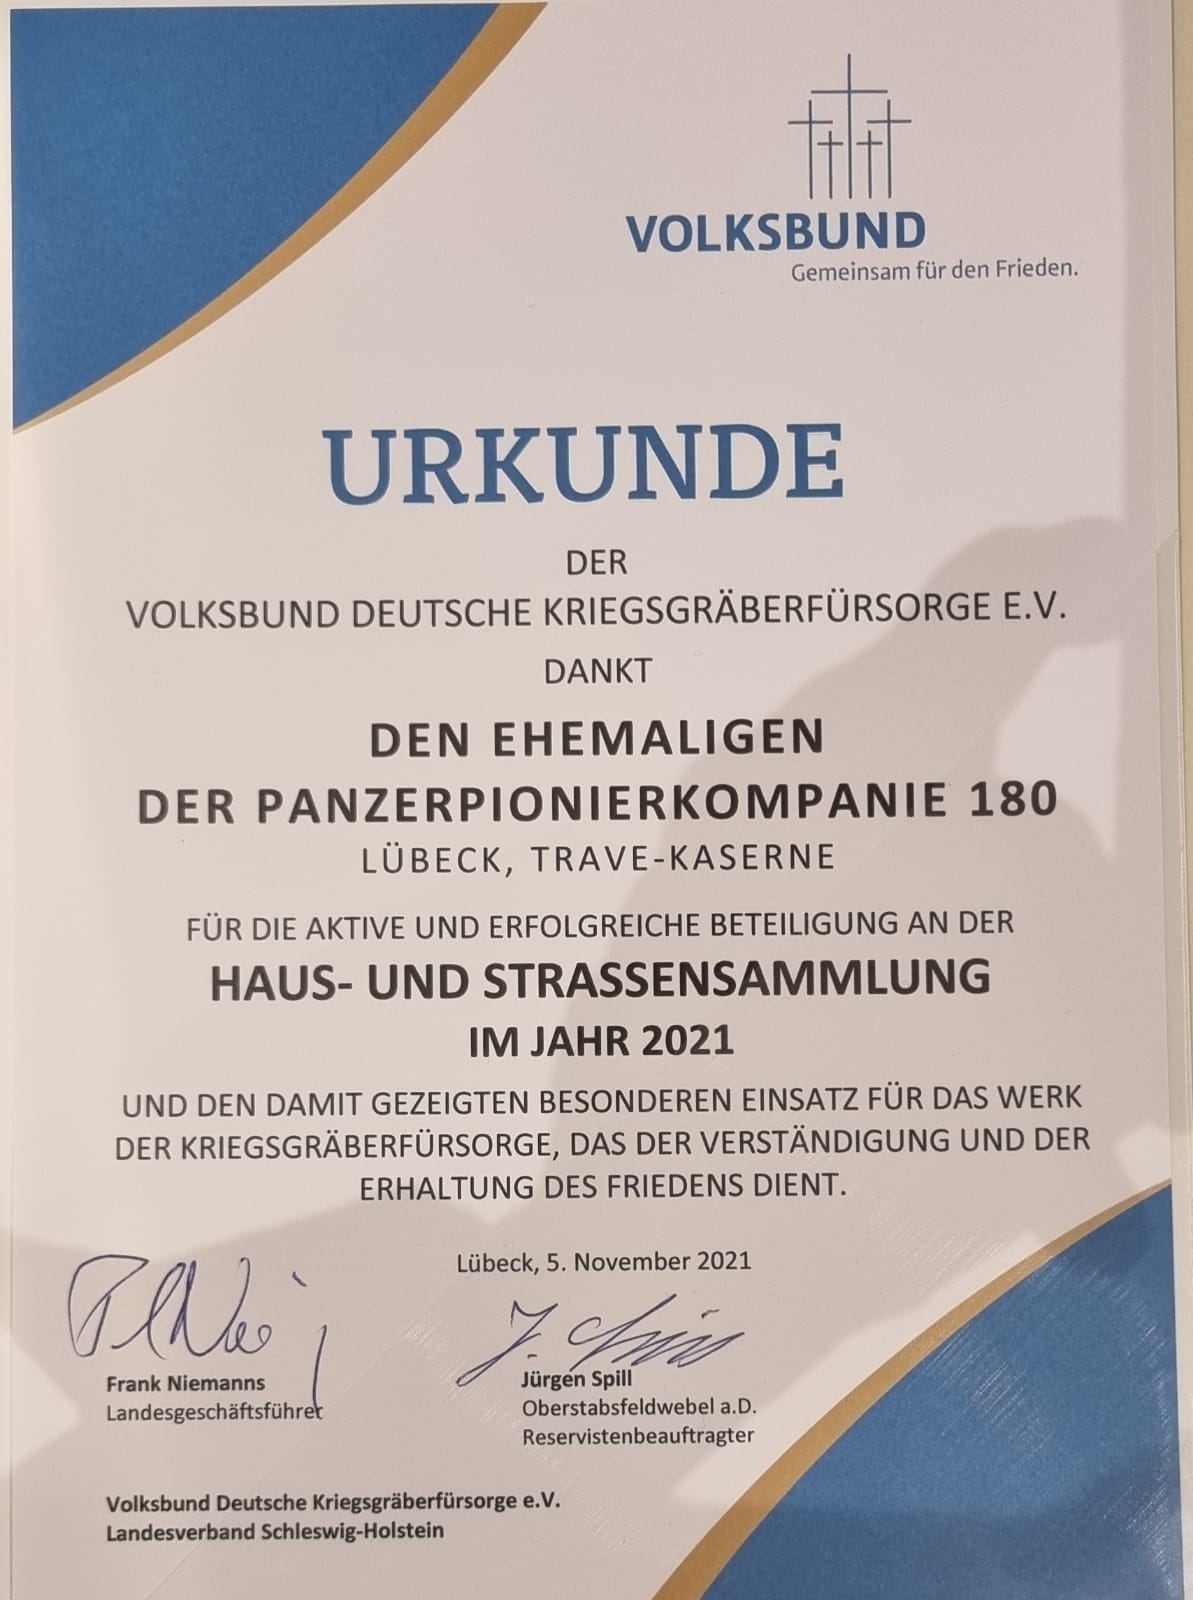 VOLKSBUND
Gemeinsam für den Frieden.
URKUNDE
DER
VOLKSBUND DEUTSCHE KRIEGSGRÄBERFÜRSORGE E.V.
DANKT
DEN EHEMALIGEN
DER PANZERPIONIERKOMPANIE 180
LÜBECK, TRAVE-KASERNE
FÜR DIE AKTIVE UND ERFOLGREICHE BETEILIGUNG AN DER
HAUS- UND STRASSENSAMMLUNG
IM JAHR 2021
UND DEN DAMIT GEZEIGTEN BESONDEREN EINSATZ FÜR DAS WERK
DER KRIEGSGRÄBERFÜRSORGE, DAS DER VERSTÄNDIGUNG UND DER
ERHALTUNG DES FRIEDENS DIENT.
Lübeck, 5. November 2021
Frank Niemanns
Landesgeschäftsführer
Jürgen Spill
Oberstabsfeldwebel a.D.
Reservistenbeauftragter
Volksbund Deutsche Kriegsgräberfürsorge e.V.
Landesverband Schleswig-Holstein